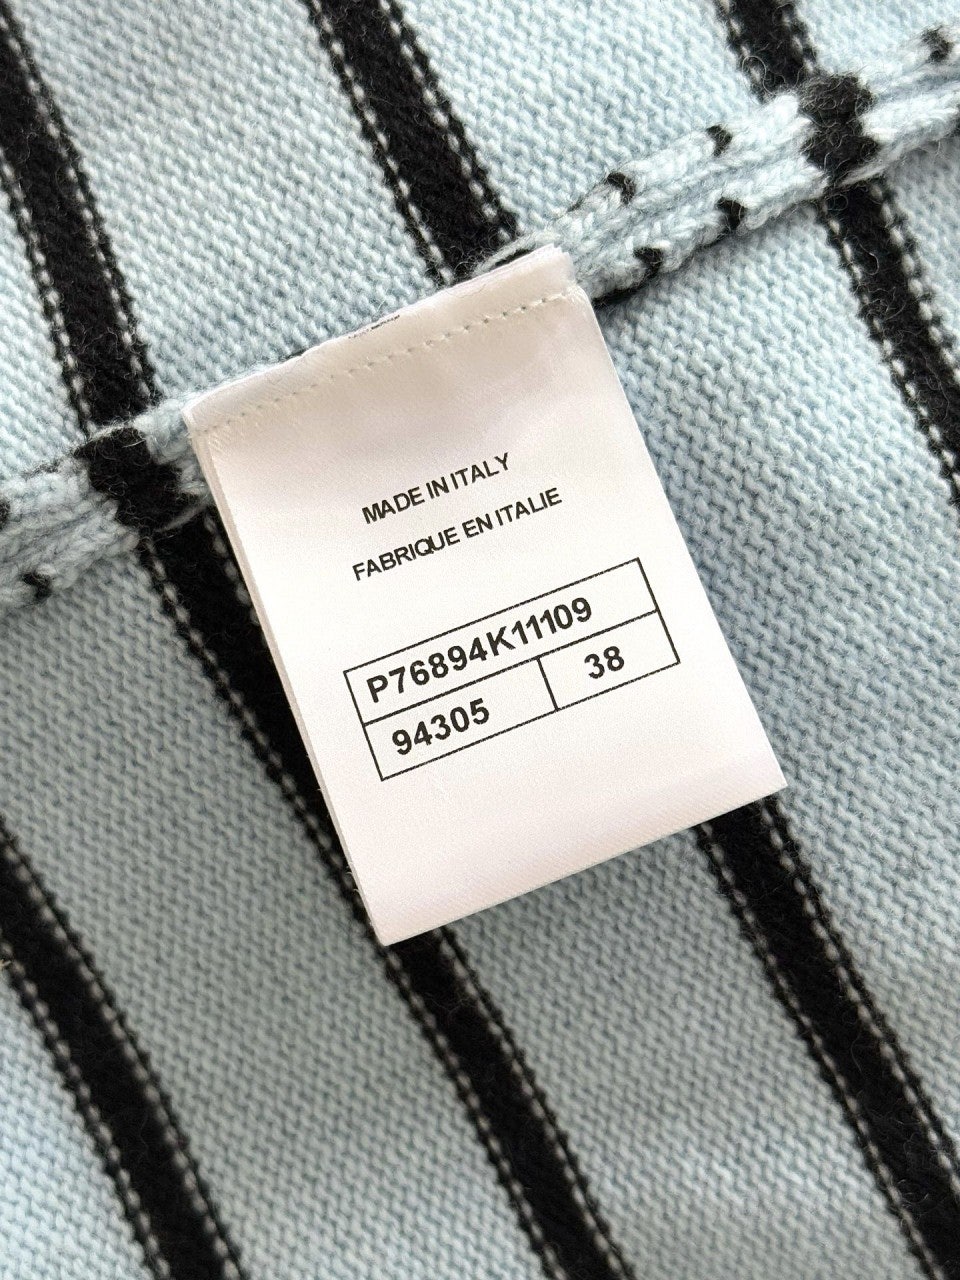 MADE IN ITALY
FABRIQUE EN ITALIE
P76894K11109
94305 38